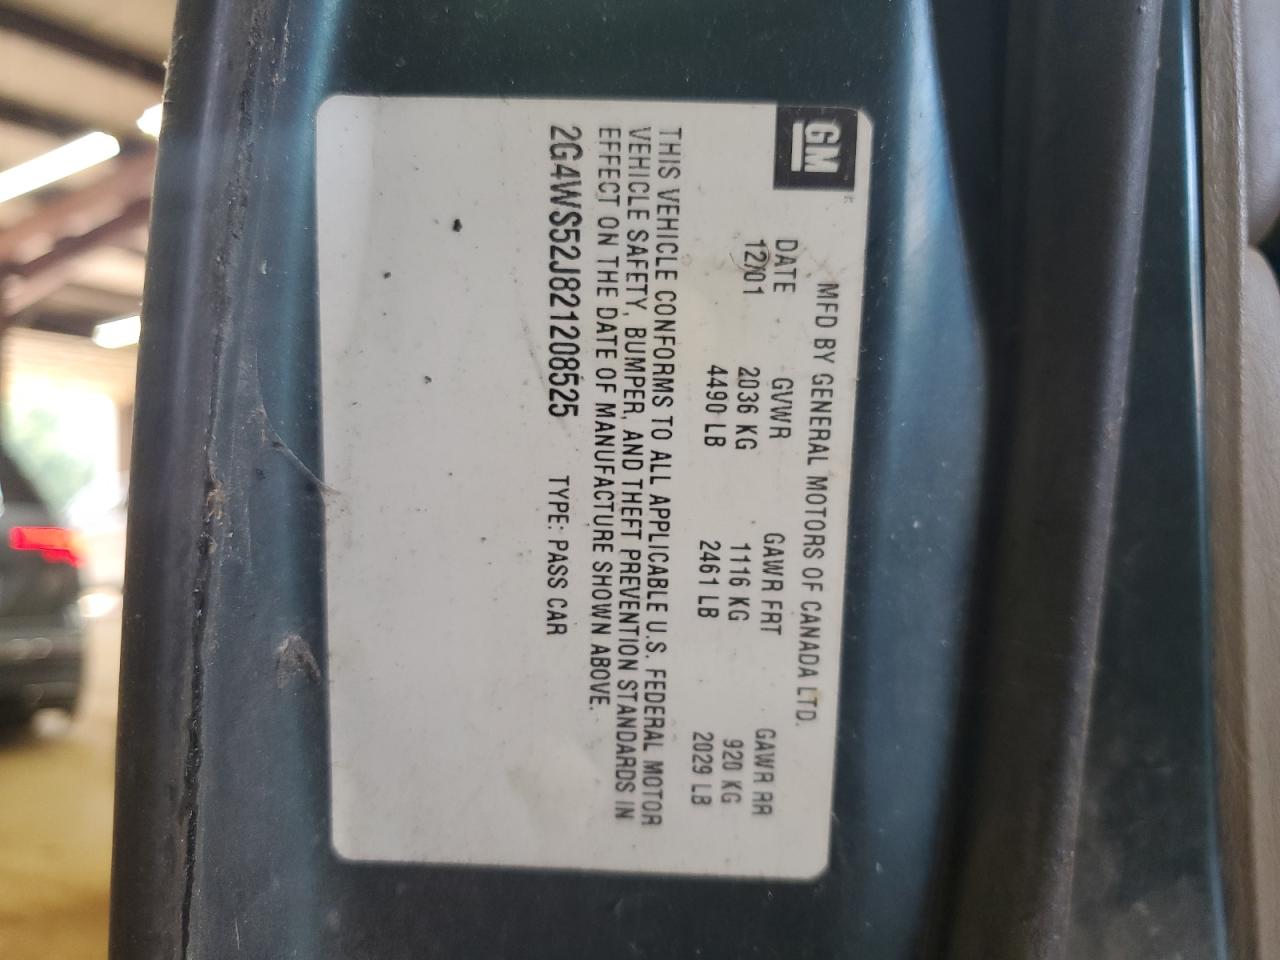 GM
MFD BY GENERAL MOTORS OF CANADA LTD.
DATE GVWR GAWR FRT GAWR RR
12/01 2036 KG 1116 KG 920 KG
4490 LB 2461 LB 2029 LB
THIS VEHICLE CONFORMS TO ALL APPLICABLE U.S. FEDERAL MOTOR
VEHICLE SAFETY, BUMPER, AND THEFT PREVENTION STANDARDS IN
EFFECT ON THE DATE OF MANUFACTURE SHOWN ABOVE.
2G4WS52J821208525 TYPE: PASS CAR